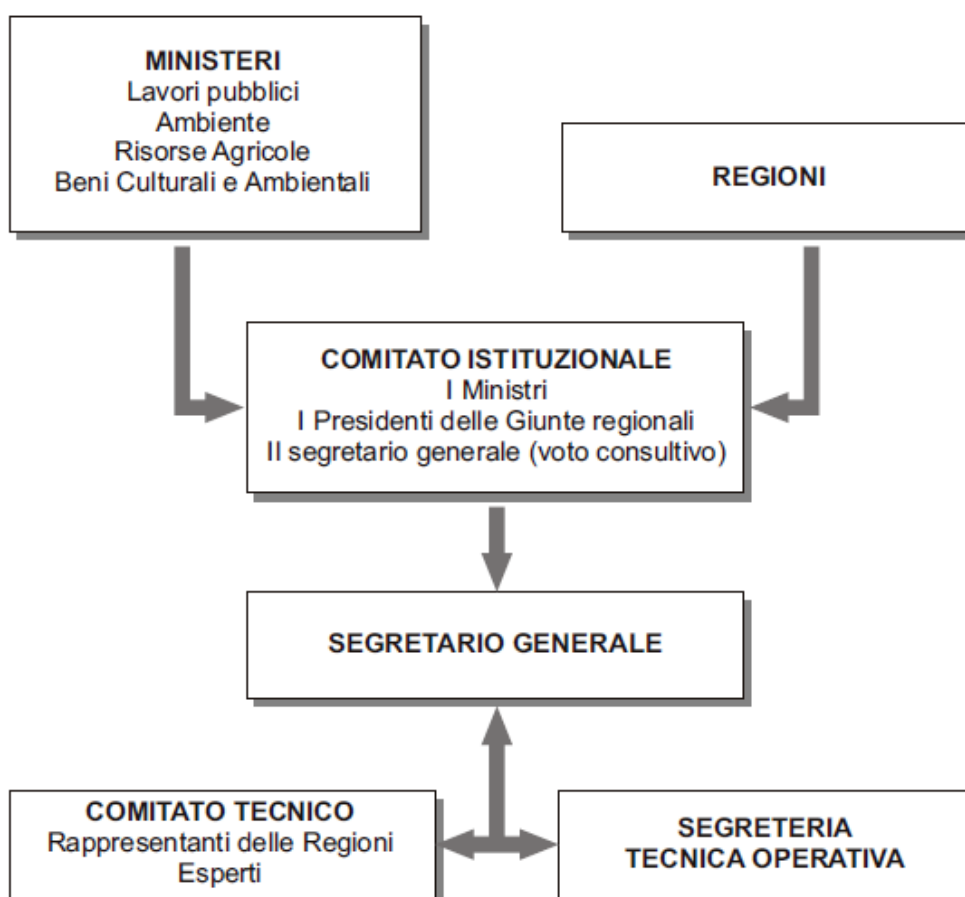 MINISTERI
Lavori pubblici
Ambiente
Risorse Agricole
Beni Culturali e Ambientali
REGIONI
COMITATO ISTITUZIONALE
I Ministri
I Presidenti delle Giunte regionali
Il segretario generale (voto consultivo)
SEGRETARIO GENERALE
COMITATO TECNICO
Rappresentanti delle Regioni
Esperti
SEGRETERIA
TECNICA OPERATIVA